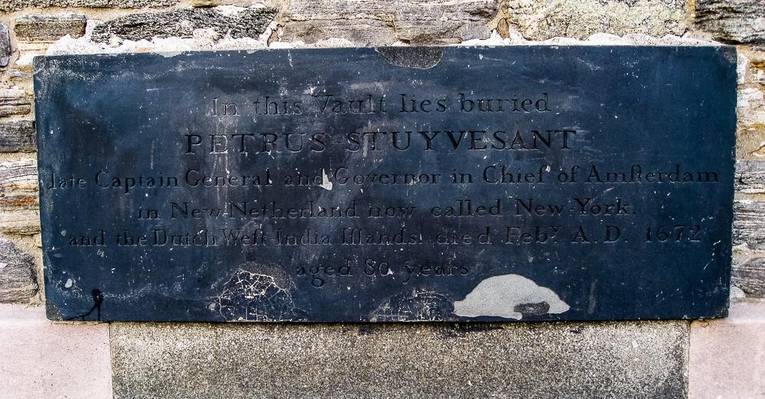 In this Vault lies buried
PETRUS STUYVESANT
late Captain General and Governor in Chief of Amſterdam
in New Netherland now called New-York.
and the Dutch Weſt India Iſlands, died Feb.ʸ A.D. 1672
aged 80 years